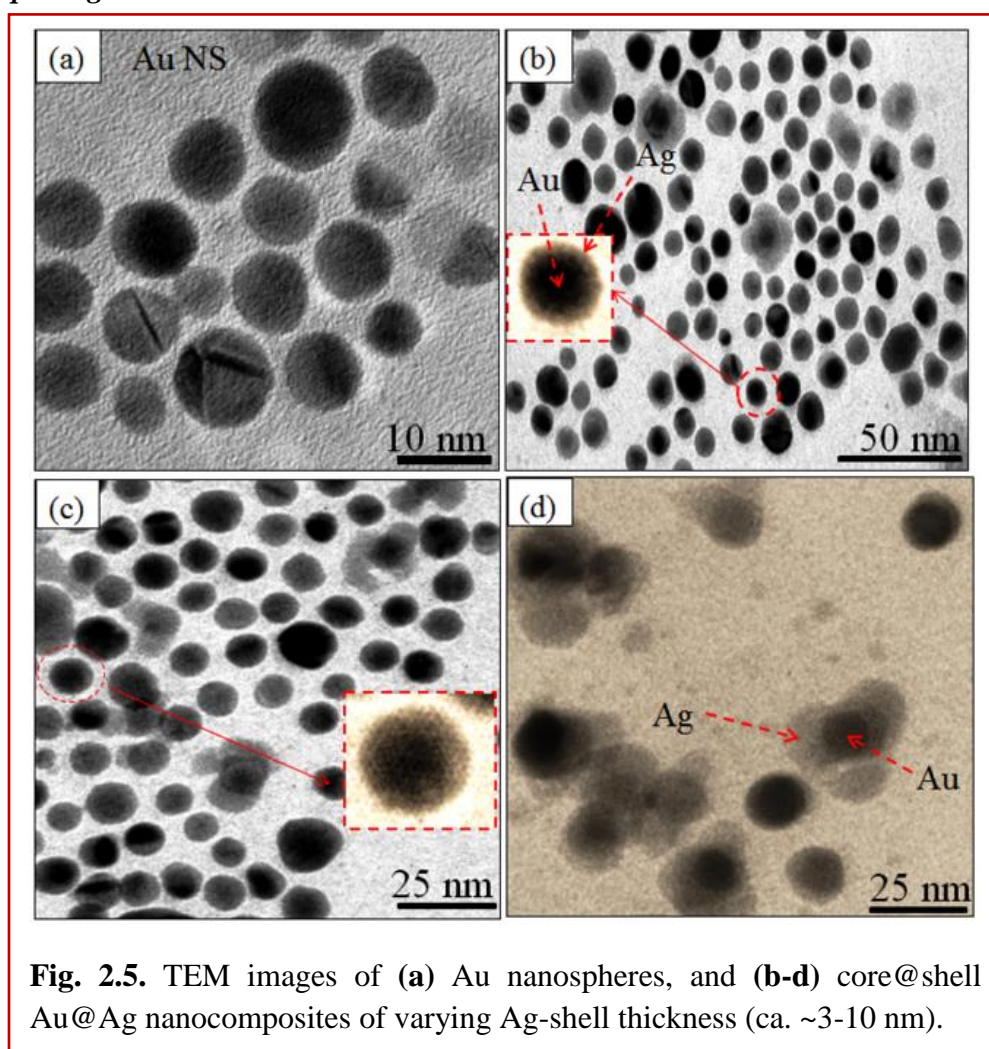 (a) Au NS
10 nm
(b)
Ag
Au
50 nm
(c)
25 nm
(d)
Ag
Au
25 nm
Fig. 2.5. TEM images of (a) Au nanospheres, and (b-d) core@shell
Au@Ag nanocomposites of varying Ag-shell thickness (ca. ~3-10 nm).